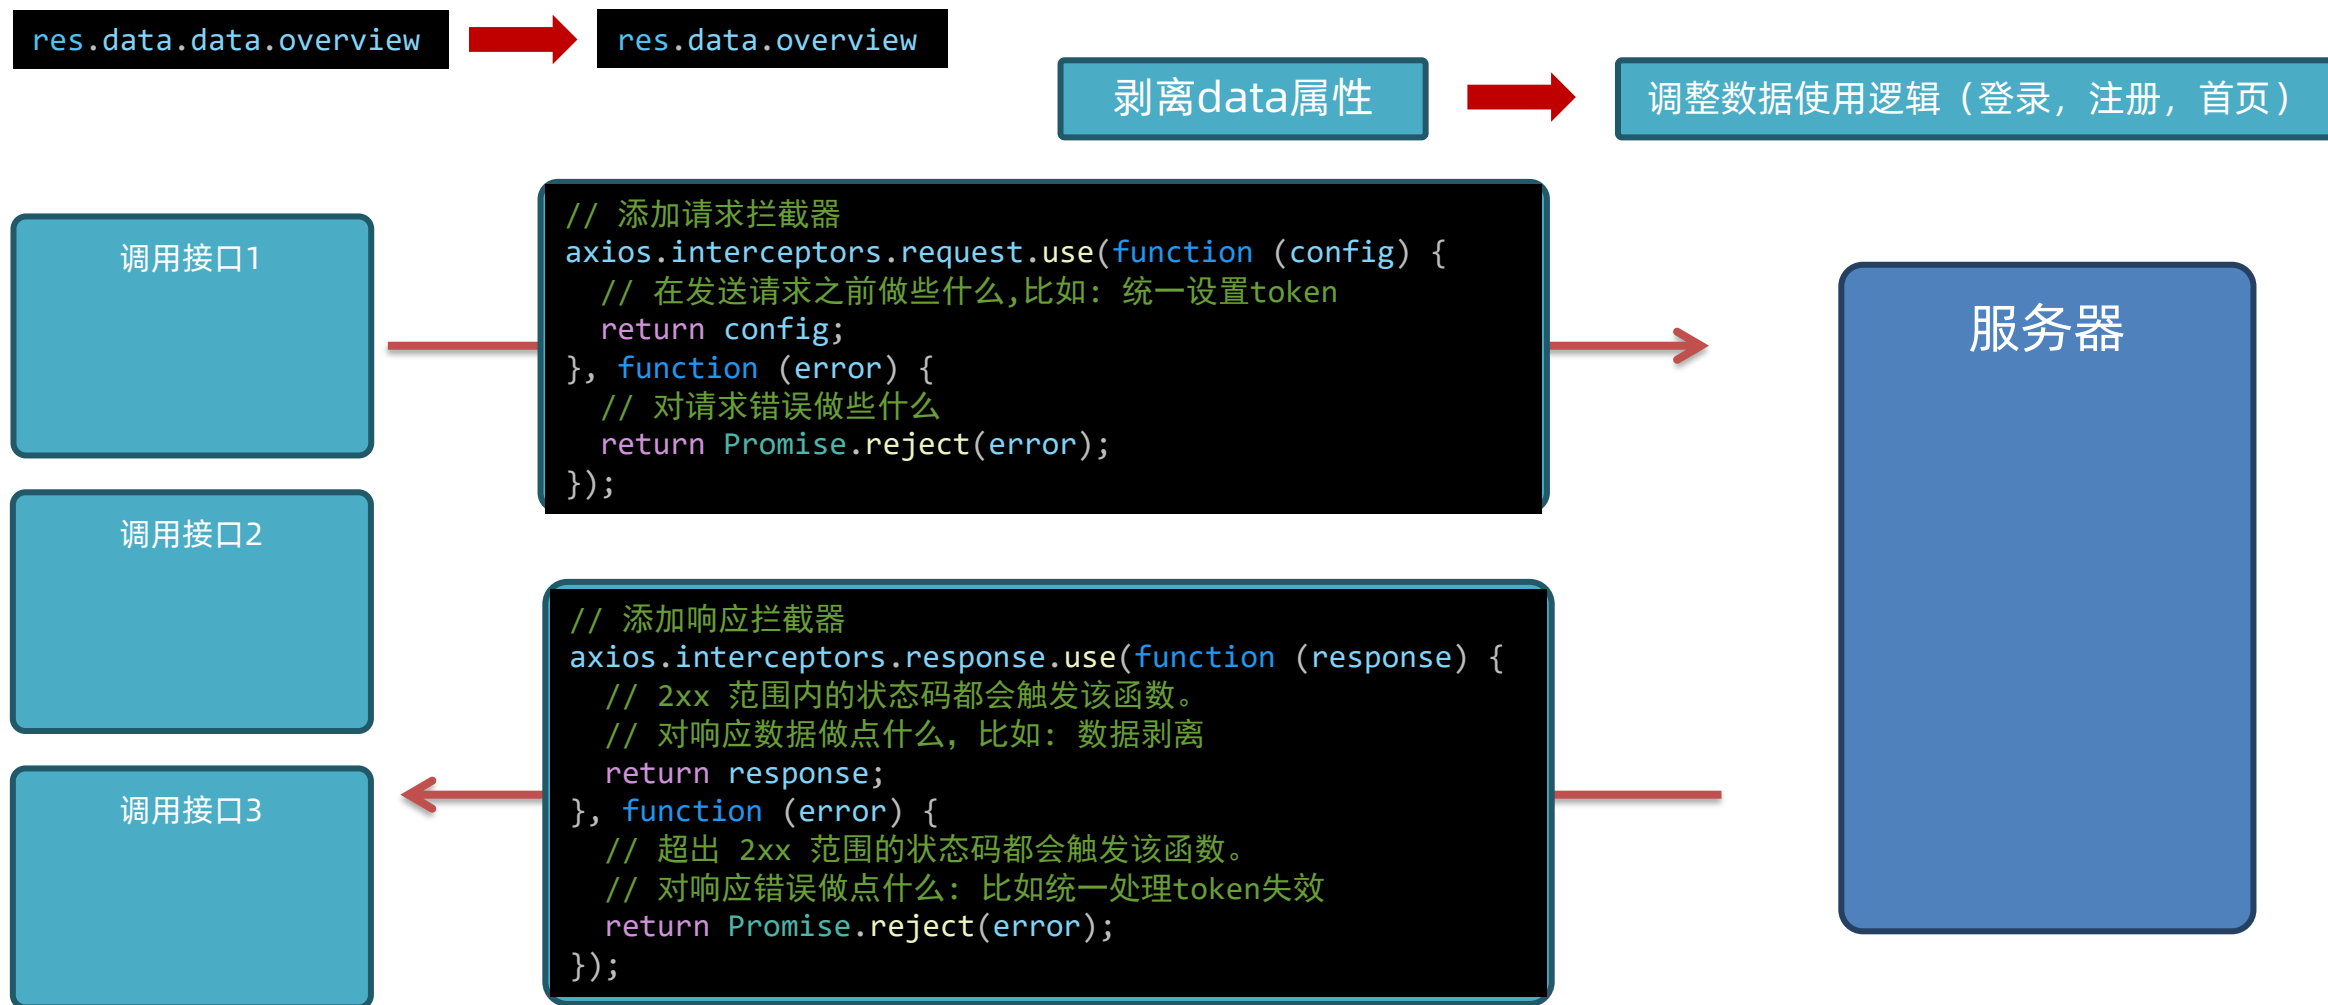 res.data.data.overview
res.data.overview
剥离data属性
调整数据使用逻辑（登录，注册，首页）
调用接口1
调用接口2
调用接口3
// 添加请求拦截器
axios.interceptors.request.use(function (config) {
  // 在发送请求之前做些什么,比如: 统一设置token
  return config;
}, function (error) {
  // 对请求错误做些什么
  return Promise.reject(error);
});
// 添加响应拦截器
axios.interceptors.response.use(function (response) {
  // 2xx 范围内的状态码都会触发该函数。
  // 对响应数据做点什么，比如: 数据剥离
  return response;
}, function (error) {
  // 超出 2xx 范围的状态码都会触发该函数。
  // 对响应错误做点什么: 比如统一处理token失效
  return Promise.reject(error);
});
服务器